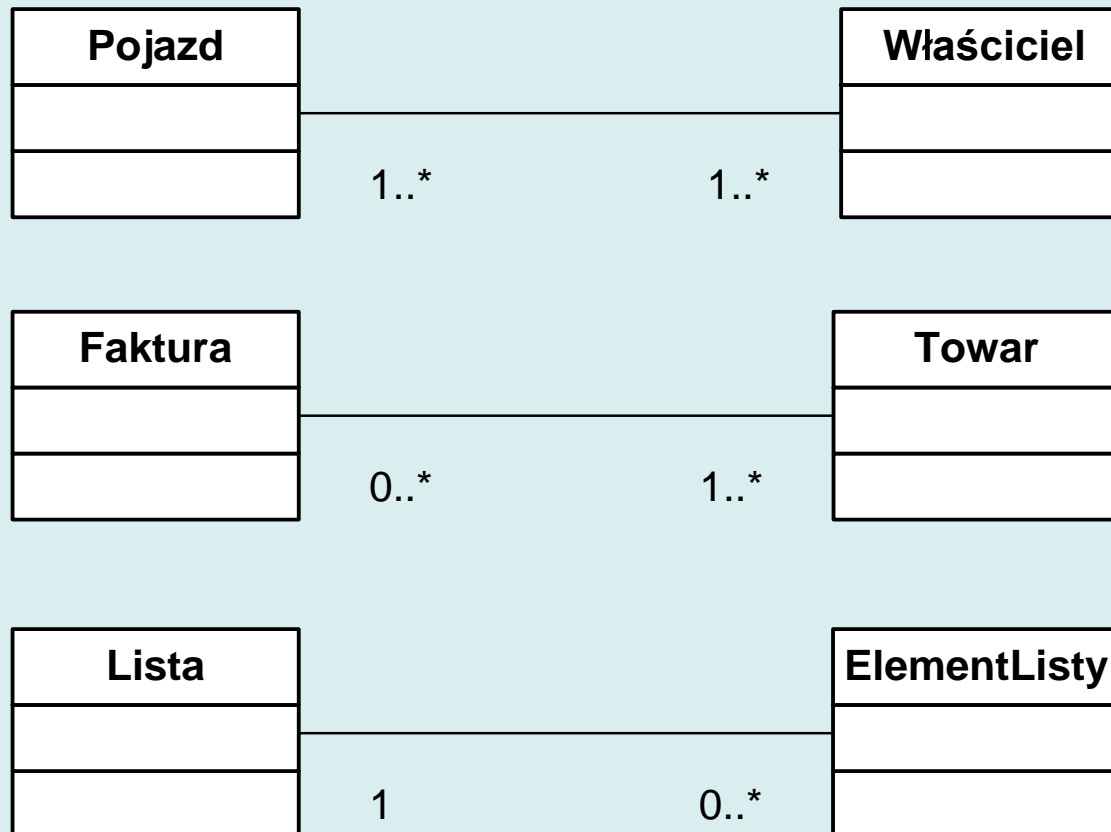 Pojazd Właściciel
1..* 1..*
Faktura Towar
0..* 1..*
Lista ElementListy
1 0..*